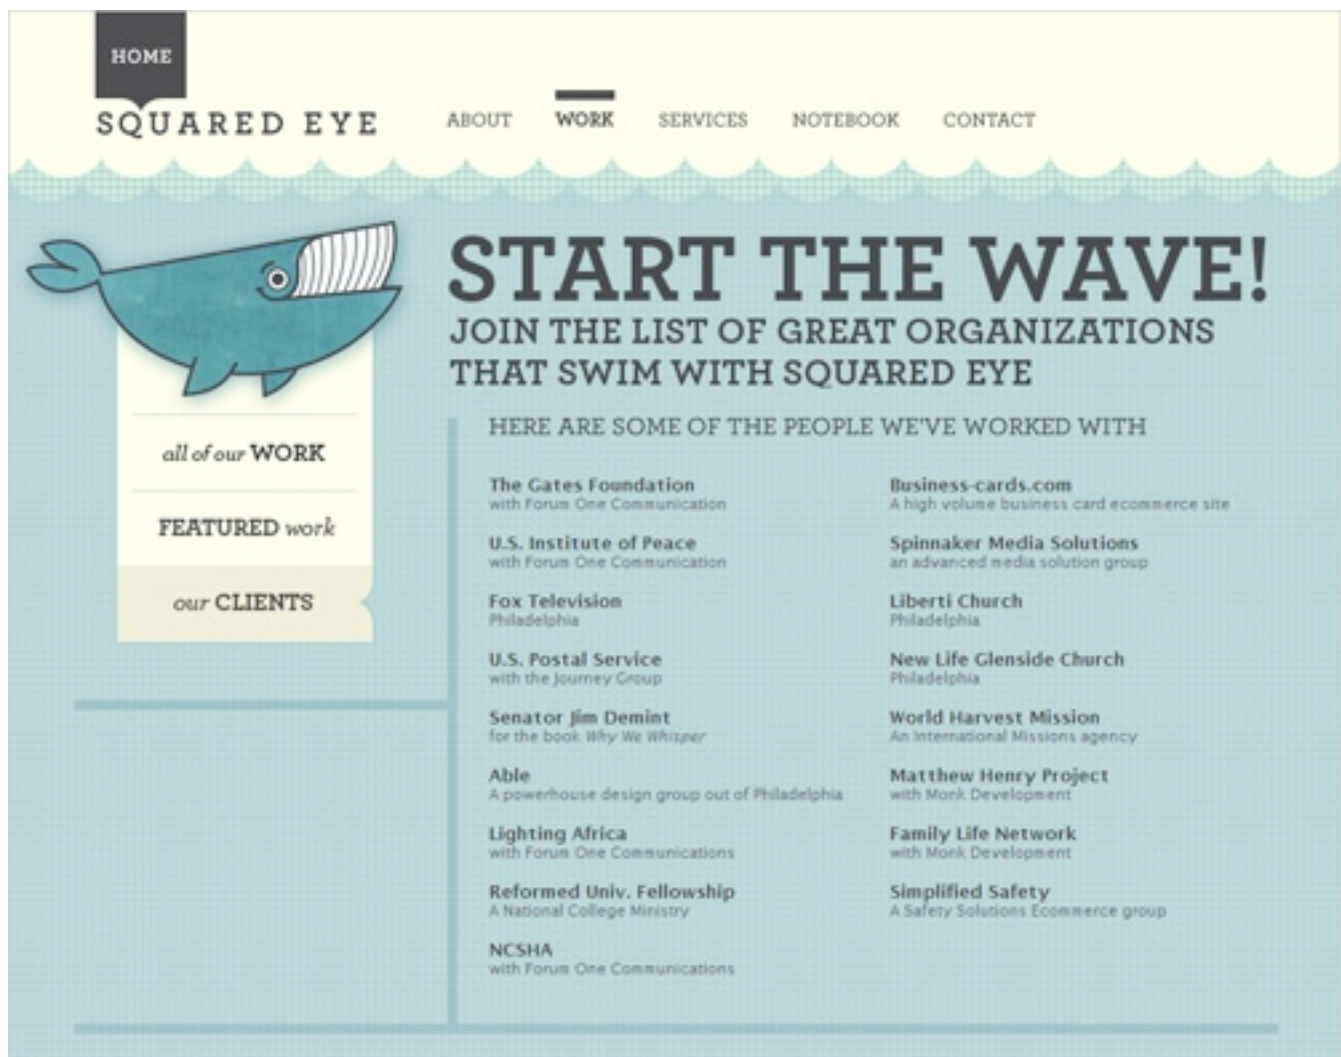 HOME
SQUARED EYE
ABOUT
WORK
SERVICES
NOTEBOOK
CONTACT
START THE WAVE!
JOIN THE LIST OF GREAT ORGANIZATIONS
THAT SWIM WITH SQUARED EYE
all of our WORK
FEATURED work
our CLIENTS
HERE ARE SOME OF THE PEOPLE WE'VE WORKED WITH
The Gates Foundation
with Forum One Communication
U.S. Institute of Peace
with Forum One Communication
Fox Television
Philadelphia
U.S. Postal Service
with the Journey Group
Senator Jim Demint
for the book Why We Whisper
Able
A powerhouse design group out of Philadelphia
Lighting Africa
with Forum One Communications
Reformed Univ. Fellowship
A National College Ministry
NCSHA
with Forum One Communications
Business-cards.com
A high volume business card ecommerce site
Spinnaker Media Solutions
an advanced media solution group
Liberti Church
Philadelphia
New Life Glenside Church
Philadelphia
World Harvest Mission
An International Missions agency
Matthew Henry Project
with Monk Development
Family Life Network
with Monk Development
Simplified Safety
A Safety Solutions Ecommerce group